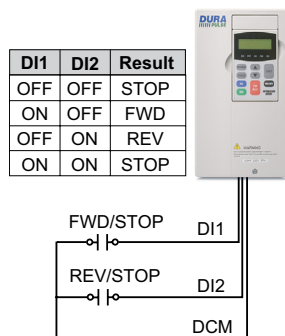 DURA
PULSE
DI1 DI2 Result
OFF OFF STOP
ON OFF FWD
OFF ON REV
ON ON STOP
FWD/STOP DI1
REV/STOP DI2
DCM